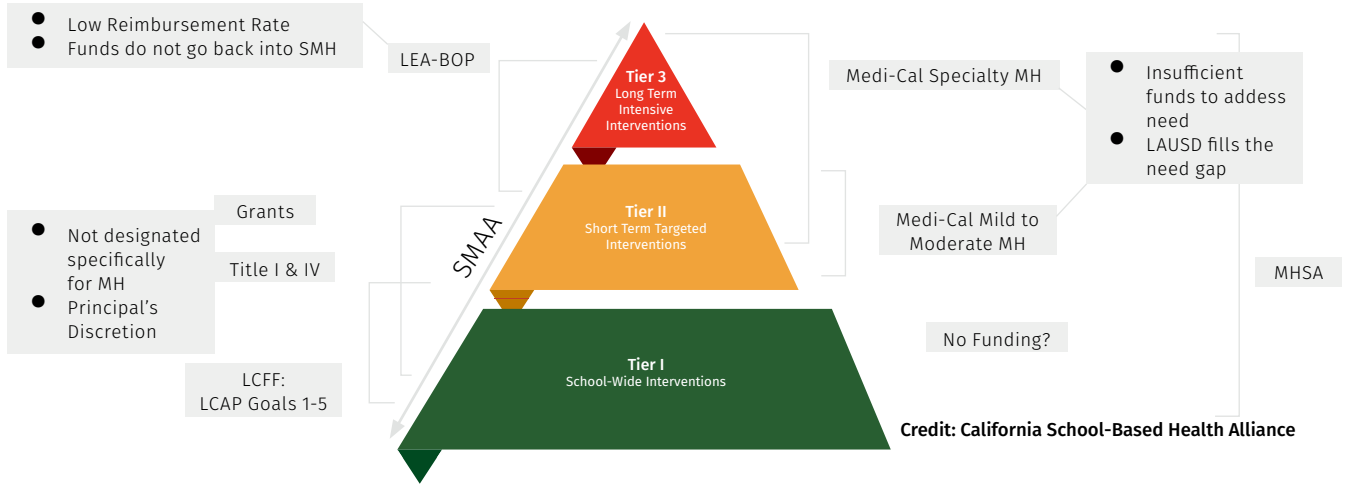 ● Low Reimbursement Rate
● Funds do not go back into SMH
LEA-BOP
Tier 3
Long Term
Intensive
Interventions
Medi-Cal Specialty MH
● Insufficient
funds to addess
need
● LAUSD fills the
need gap
Grants
● Not designated
specifically
for MH
● Principal's
Discretion
Title I & IV
SMAA
Tier II
Short Term Targeted
Interventions
Medi-Cal Mild to
Moderate MH
MHSA
No Funding?
LCFF:
LCAP Goals 1-5
Tier I
School-Wide Interventions
Credit: California School-Based Health Alliance